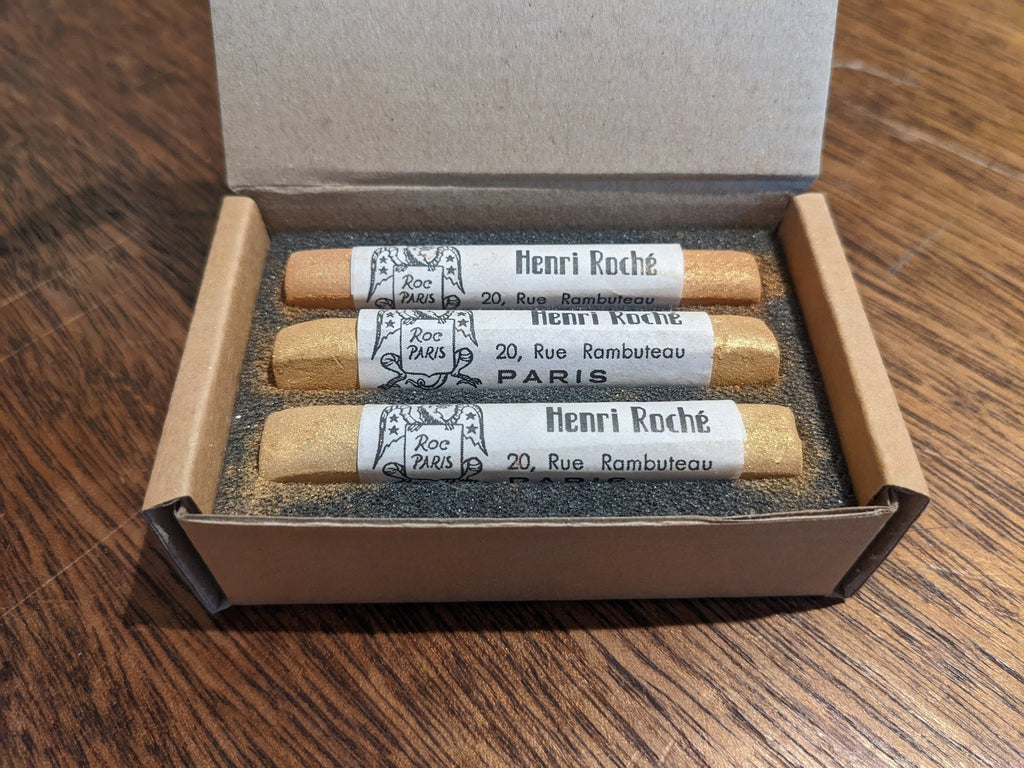 Roc
PARIS
Henri Roché
20, Rue Rambuteau
Roc
PARIS
Henri Roché
20, Rue Rambuteau
PARIS
Roc
PARIS
Henri Roché
20, Rue Rambuteau
PARIS